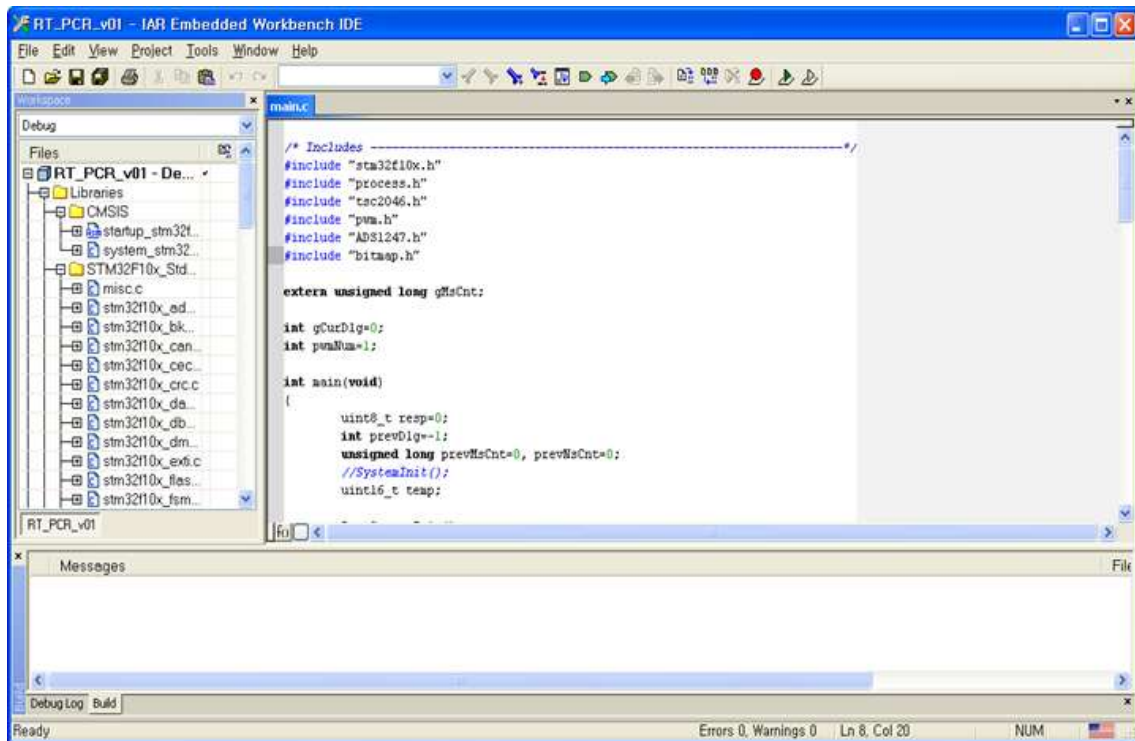 RT_PCR_v01 - IAR Embedded Workbench IDE
File Edit View Project Tools Window Help
Workspace
main.c
Debug
Files
RT_PCR_v01 - De...
Libraries
CMSIS
startup_stm32f...
system_stm32...
STM32F10x_Std...
misc.c
stm32f10x_ad...
stm32f10x_bk...
stm32f10x_can...
stm32f10x_cec...
stm32f10x_crc.c
stm32f10x_da...
stm32f10x_db...
stm32f10x_dm...
stm32f10x_exti.c
stm32f10x_flas...
stm32f10x_fsm...
RT_PCR_v01
/* Includes ------------------------------------------------------------------*/
#include "stm32f10x.h"
#include "process.h"
#include "tsc2046.h"
#include "pwm.h"
#include "ADS1247.h"
#include "bitmap.h"
extern unsigned long gMsCnt;
int gCurDlg=0;
int pwmNum=1;
int main(void)
{
uint8_t resp=0;
int prevDlg=-1;
unsigned long prevMsCnt=0, prevNsCnt=0;
//SystemInit();
uint16_t temp;
fo
Messages
File
Debug Log Build
Ready
Errors 0, Warnings 0
Ln 8, Col 20
NUM